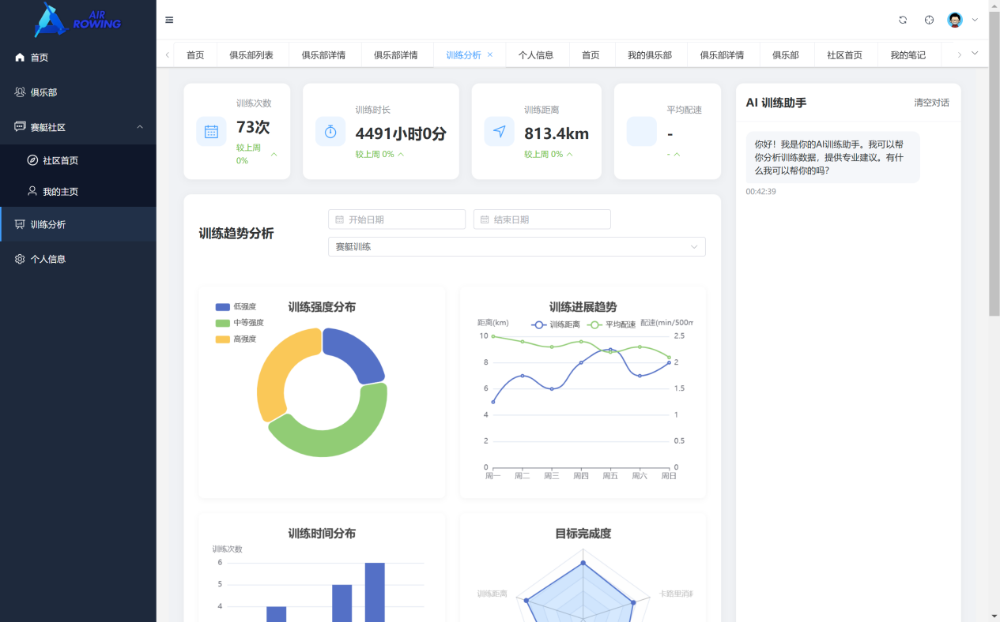 AIR
ROWING
首页
俱乐部
赛艇社区
社区首页
我的主页
训练分析
个人信息
首页
俱乐部列表
俱乐部详情
俱乐部详情
训练分析
个人信息
首页
我的俱乐部
俱乐部详情
俱乐部
社区首页
我的笔记
训练次数
73次
较上周
0%
训练时长
4491小时0分
较上周 0%
训练距离
813.4km
较上周 0%
平均配速
-
-
训练趋势分析
开始日期
结束日期
赛艇训练
训练强度分布
低强度
中等强度
高强度
训练进展趋势
距离(km)
训练距离
平均配速
配速(min/500m
10
8
6
4
2
0
2.5
2
1.5
1
0.5
0
周一
周二
周三
周四
周五
周六
周日
训练时间分布
训练次数
6
5
4
目标完成度
训练距离
卡路里消
AI 训练助手
清空对话
你好！我是你的AI训练助手。我可以帮
你分析训练数据，提供专业建议。有什
么我可以帮你的吗？
00:42:39